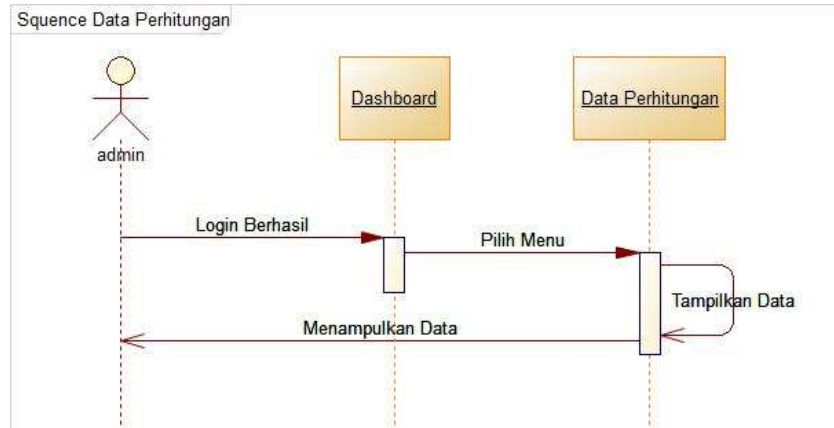 Squence Data Perhitungan
Dashboard
Data Perhitungan
admin
Login Berhasil
Pilih Menu
Tampilkan Data
Menampulkan Data